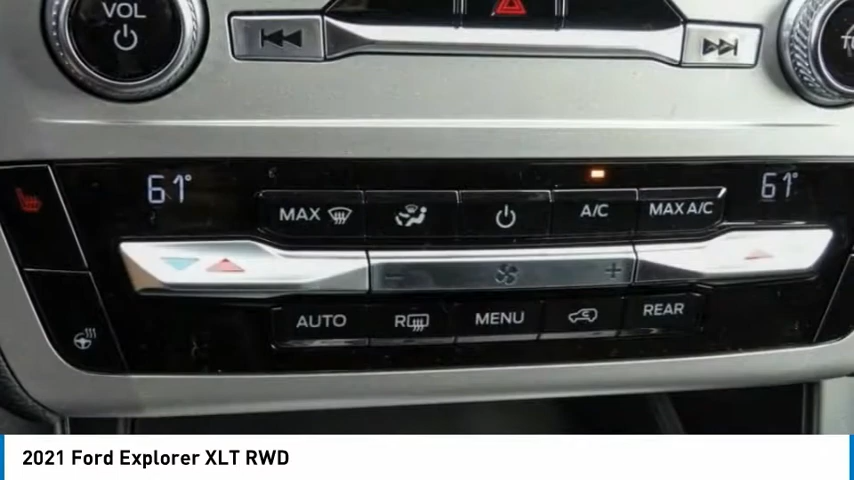 VOL
61° 61°
MAX A/C MAX A/C
- +
AUTO R MENU REAR
2021 Ford Explorer XLT RWD